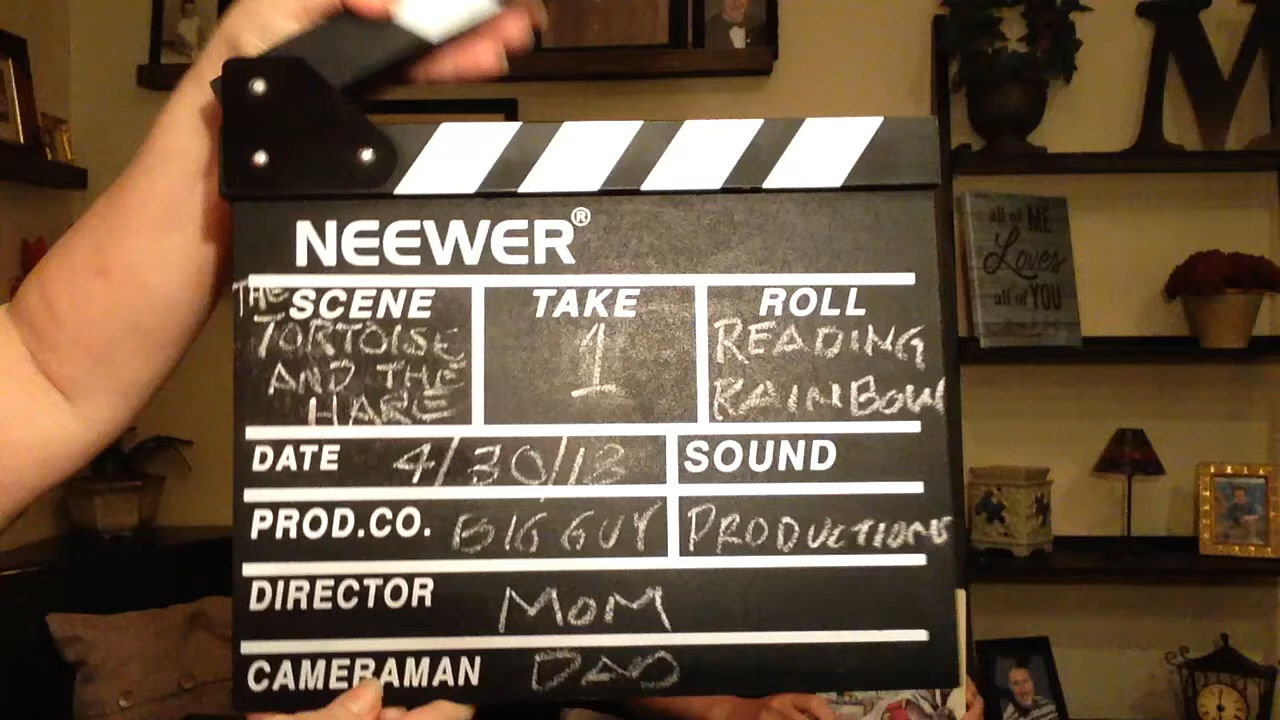 NEEWER®
SCENE
THE
TORTOISE
AND THE
HARE
TAKE
1
ROLL
READING
RAINBOW
DATE 4/30/12
SOUND
PROD.CO. BIG GUY PRODUCTIONS
DIRECTOR MOM
CAMERAMAN DAD
M
all of ME
Loves
all of YOU